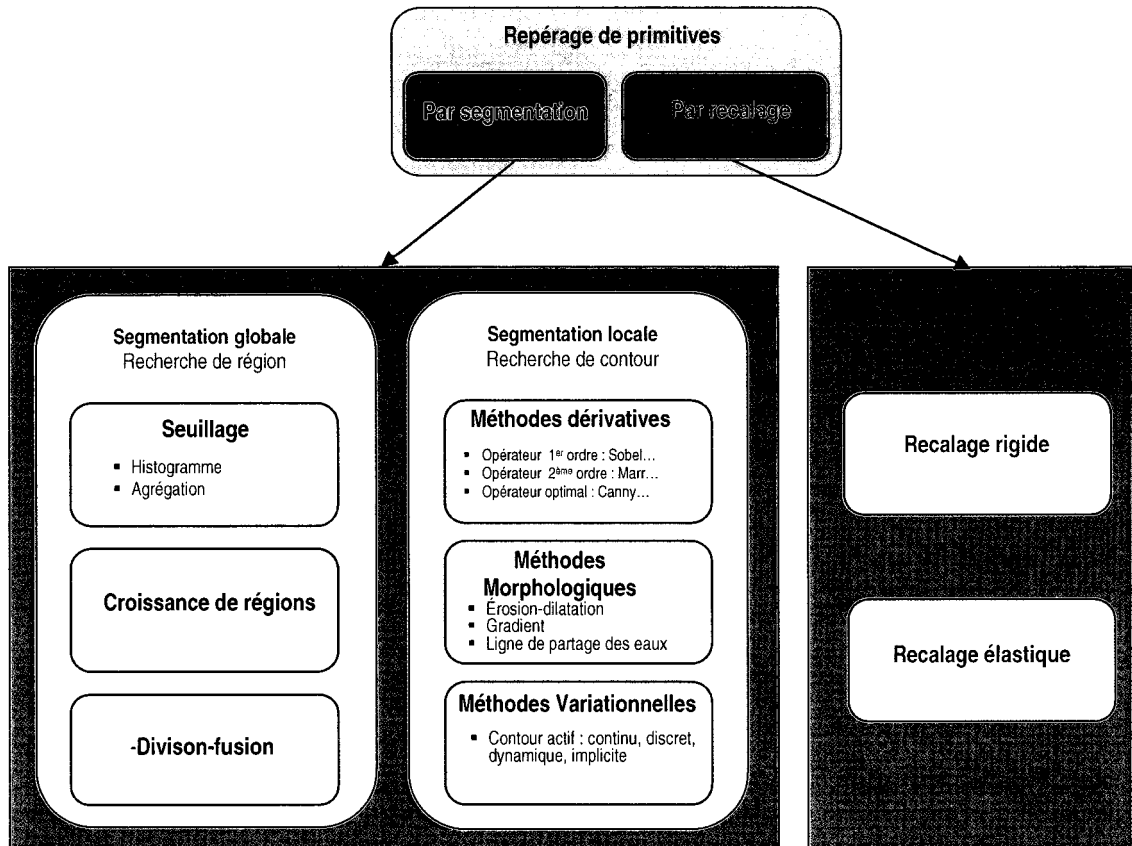 Repérage de primitives
Par segmentation
Par recalage
Segmentation globale
Recherche de région
Seuillage
▪ Histogramme
▪ Agrégation
Croissance de régions
-Divison-fusion
Segmentation locale
Recherche de contour
Méthodes dérivatives
▪ Opérateur 1er ordre : Sobel...
▪ Opérateur 2ème ordre : Marr...
▪ Opérateur optimal : Canny...
Méthodes
Morphologiques
▪ Érosion-dilatation
▪ Gradient
▪ Ligne de partage des eaux
Méthodes Variationnelles
▪ Contour actif : continu, discret,
dynamique, implicite
Recalage rigide
Recalage élastique